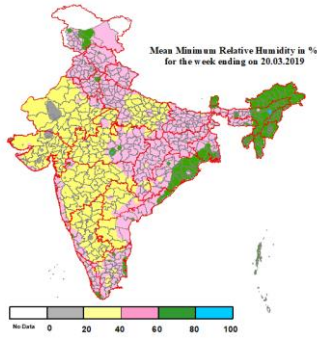 Mean Minimum Relative Humidity in %
for the week ending on 20.03.2019
No Data 0 20 40 60 80 100